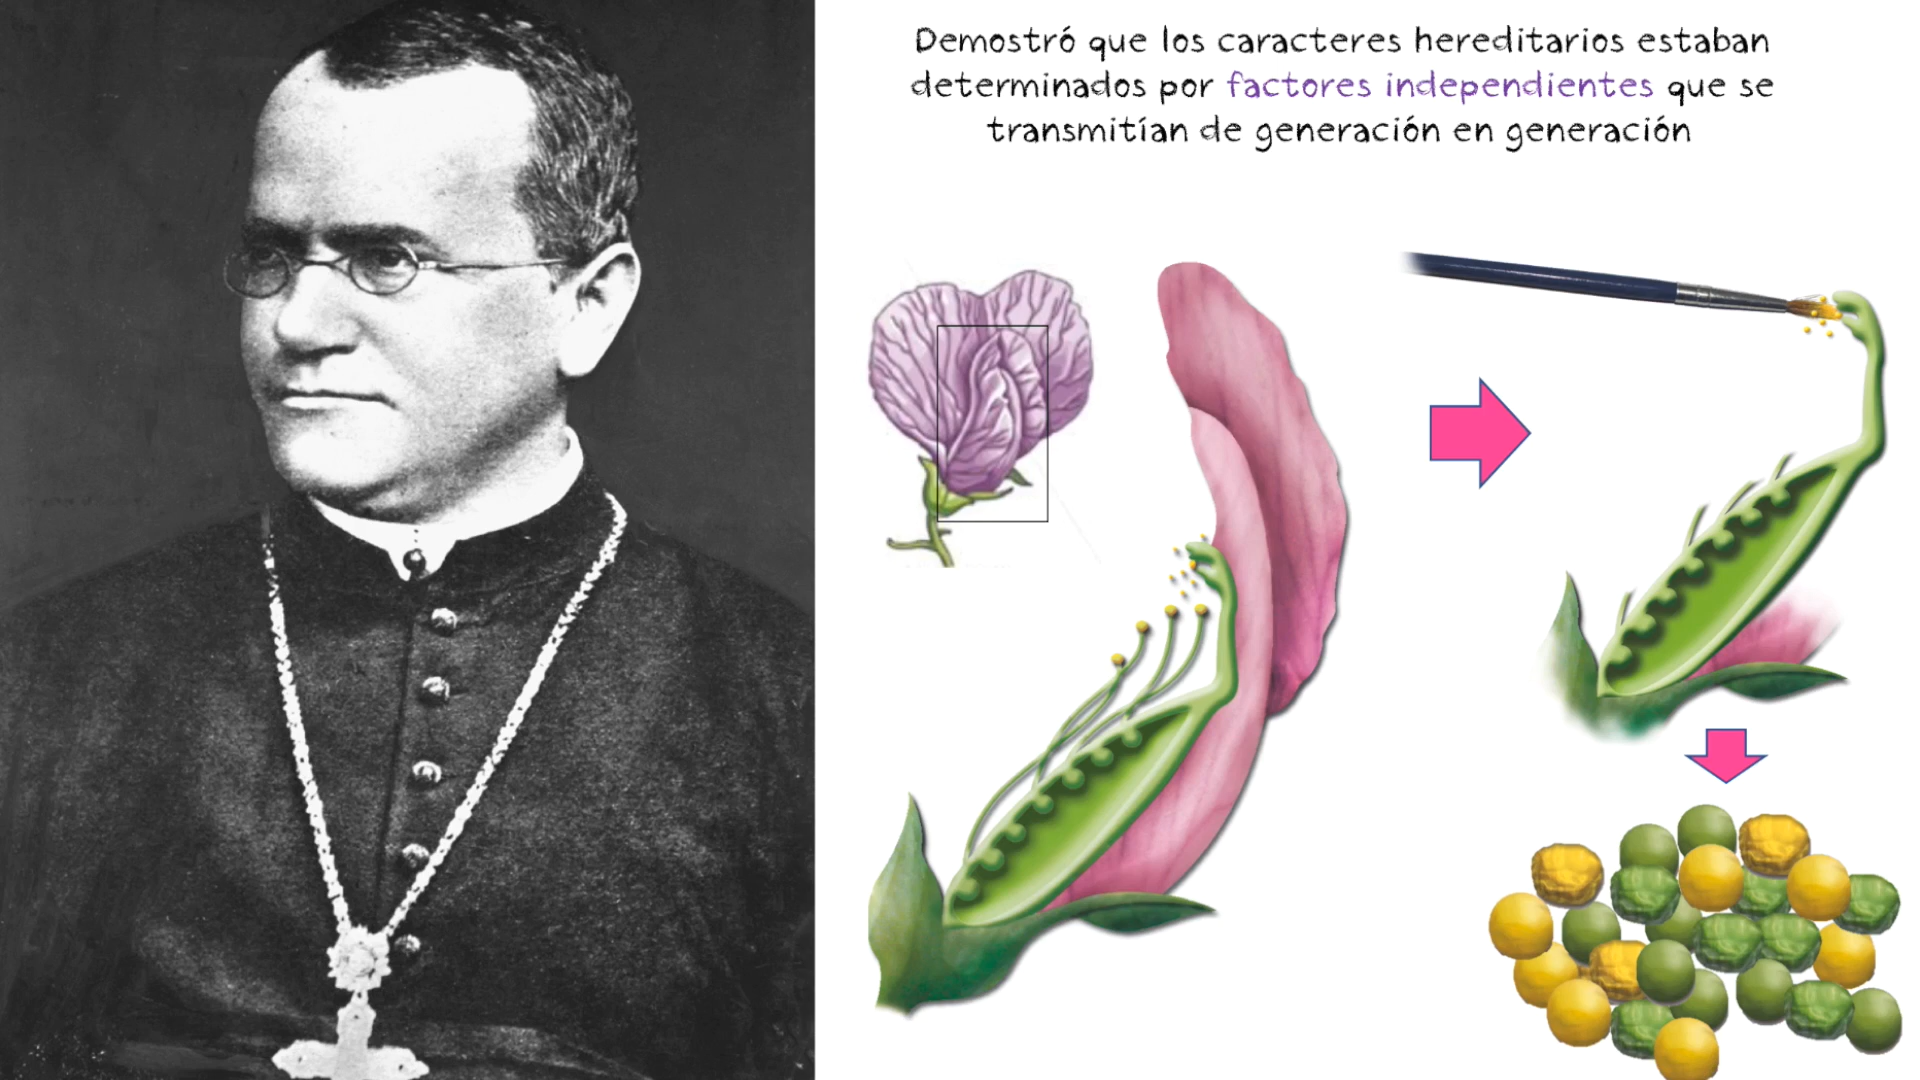 Demostró que los caracteres hereditarios estaban
determinados por factores independientes que se
transmitían de generación en generación